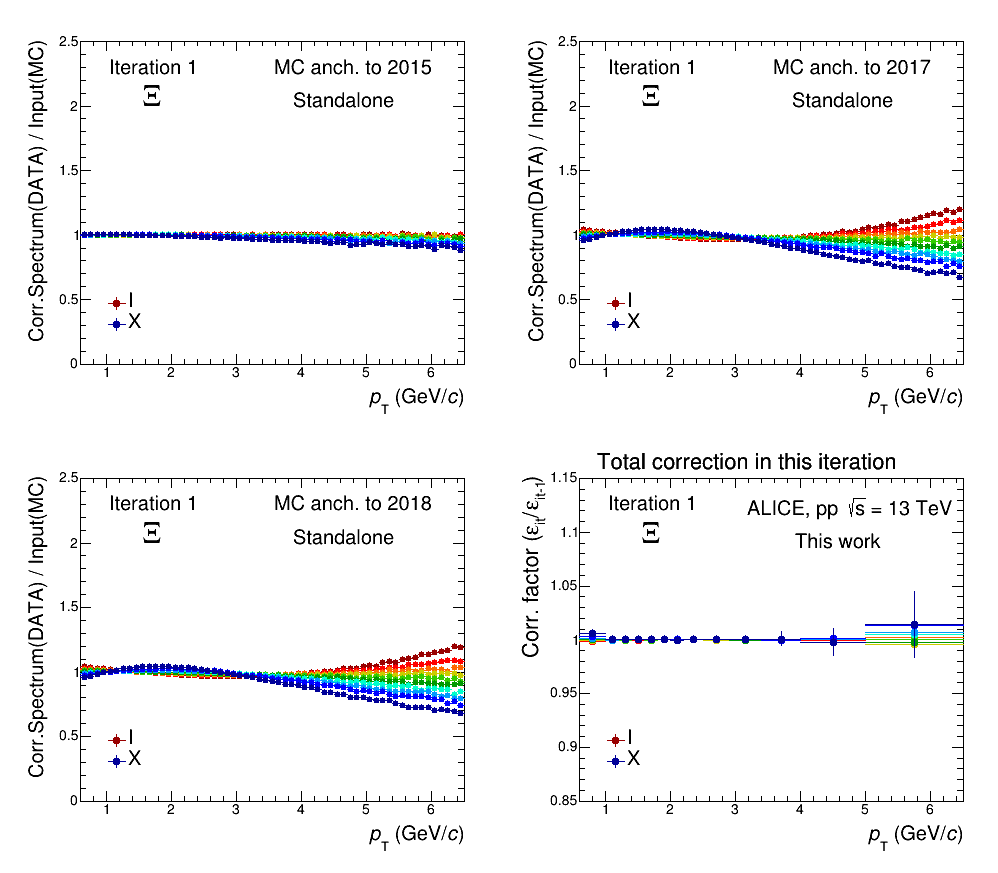 Iteration 1
MC anch. to 2015
Ξ
Standalone
Corr.Spectrum(DATA) / Input(MC)
2.5
2
1.5
1
0.5
0
I
X
1 2 3 4 5 6
p_T (GeV/c)
Iteration 1
MC anch. to 2017
Ξ
Standalone
Corr.Spectrum(DATA) / Input(MC)
2.5
2
1.5
1
0.5
0
I
X
1 2 3 4 5 6
p_T (GeV/c)
Iteration 1
MC anch. to 2018
Ξ
Standalone
Corr.Spectrum(DATA) / Input(MC)
2.5
2
1.5
1
0.5
0
I
X
1 2 3 4 5 6
p_T (GeV/c)
Total correction in this iteration
Iteration 1
ALICE, pp √s = 13 TeV
Ξ
This work
Corr. factor (ε_it/ε_it-1)
1.15
1.1
1.05
1
0.95
0.9
0.85
I
X
1 2 3 4 5 6
p_T (GeV/c)